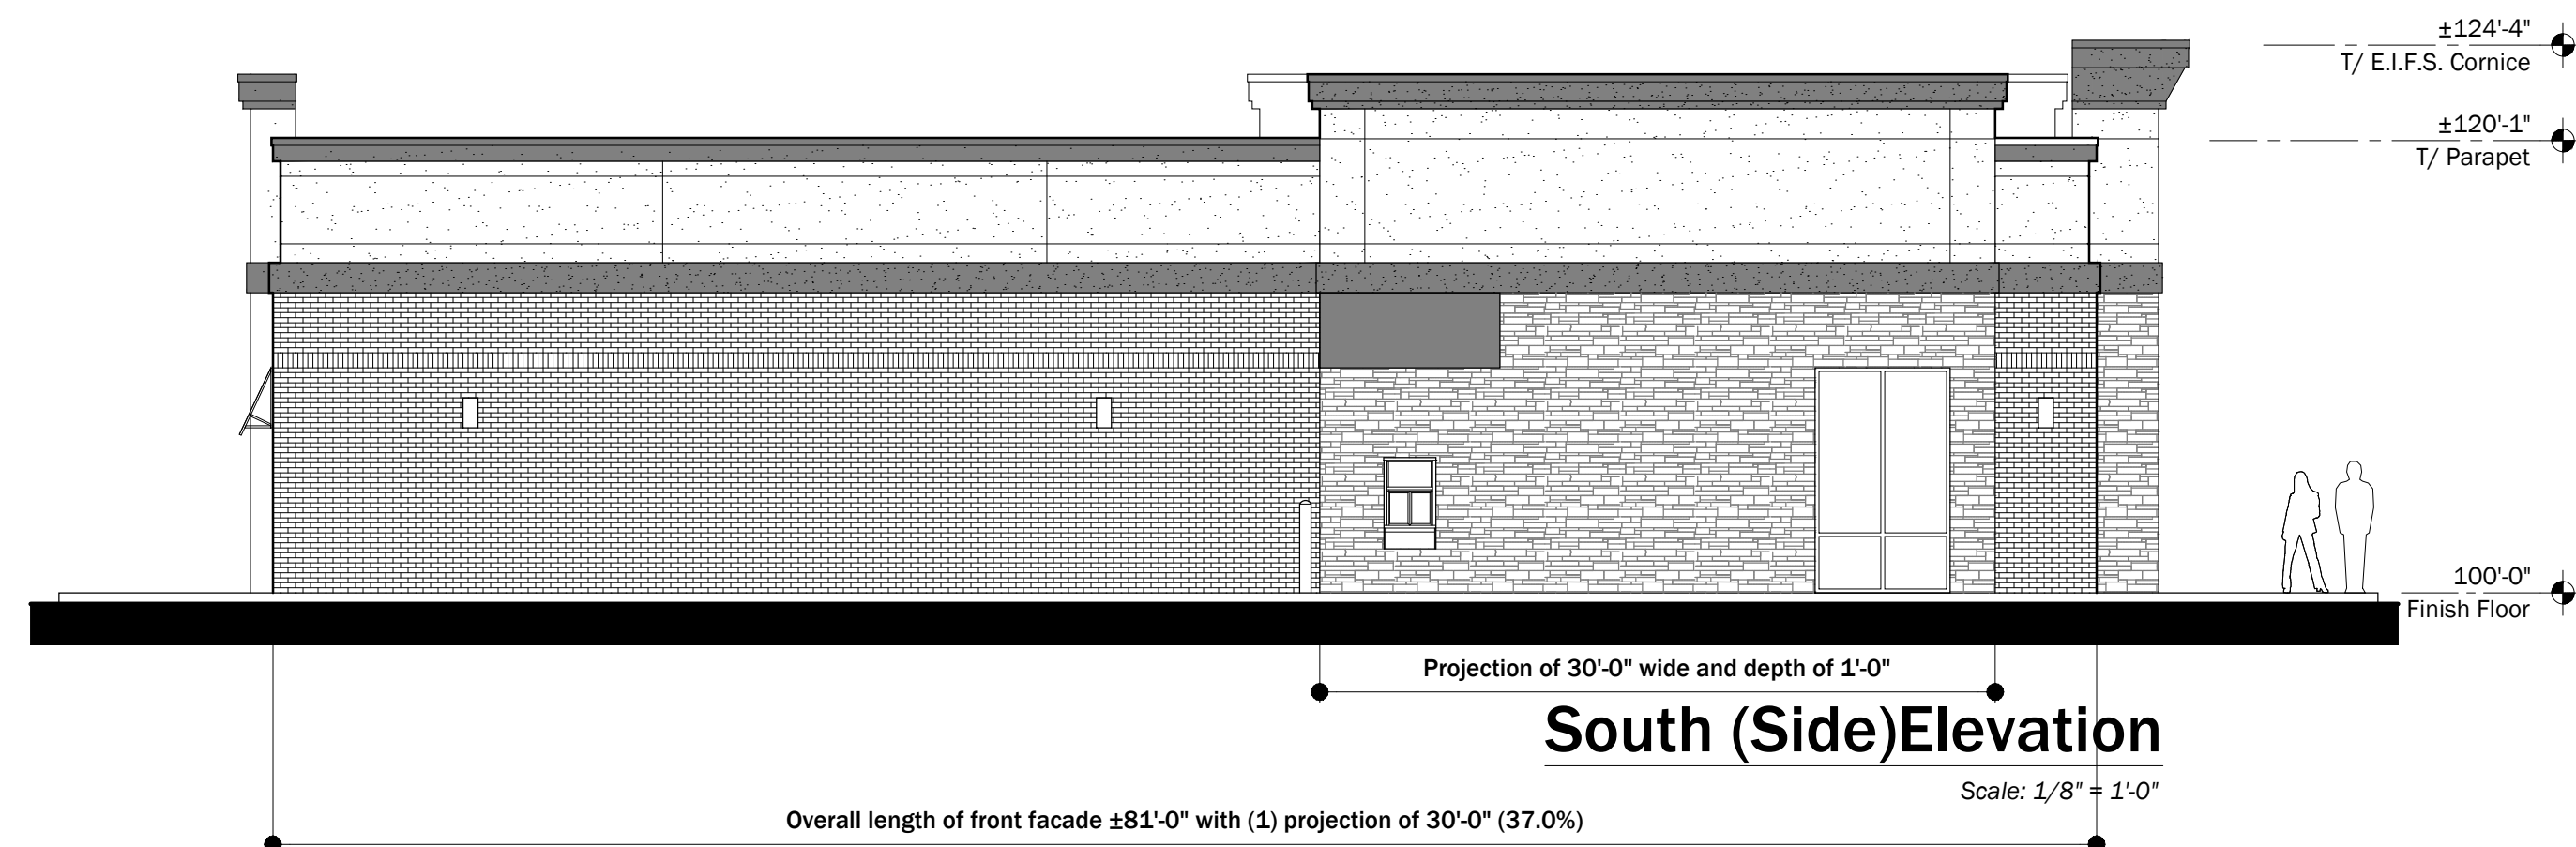 ±124'-4"
T/ E.I.F.S. Cornice
±120'-1"
T/ Parapet
100'-0"
Finish Floor
Projection of 30'-0" wide and depth of 1'-0"
South (Side)Elevation
Scale: 1/8" = 1'-0"
Overall length of front facade ±81'-0" with (1) projection of 30'-0" (37.0%)